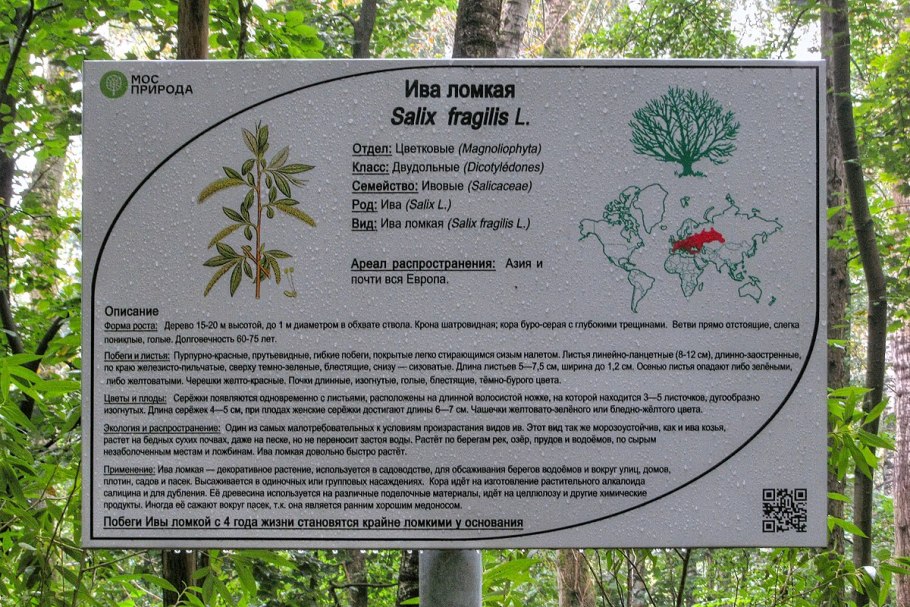 МОС
ПРИРОДА
Ива ломкая
Salix fragilis L.
Отдел: Цветковые (Magnoliophyta)
Класс: Двудольные (Dicotylédones)
Семейство: Ивовые (Salicaceae)
Род: Ива (Salix L.)
Вид: Ива ломкая (Salix fragilis L.)
Ареал распространения: Азия и
почти вся Европа.
Описание
Форма роста: Дерево 15-20 м высотой, до 1 м диаметром в обхвате ствола. Крона шатровидная; кора буро-серая с глубокими трещинами. Ветви прямо отстоящие, слегка
пониклые, голые. Долговечность 60-75 лет.
Побеги и листья: Пурпурно-красные, прутьевидные, гибкие побеги, покрытые легко стирающимся сизым налетом. Листья линейно-ланцетные (8-12 см), длинно-заостренные,
по краю железисто-пильчатые, сверху темно-зеленые, блестящие, снизу — сизоватые. Длина листьев 5—7,5 см, ширина до 1,2 см. Осенью листья опадают либо зелёными,
либо желтоватыми. Черешки желто-красные. Почки длинные, изогнутые, голые, блестящие, тёмно-бурого цвета.
Цветы и плоды: Серёжки появляются одновременно с листьями, расположены на длинной волосистой ножке, на которой находится 3—5 листочков, дугообразно
изогнутых. Длина серёжек 4—5 см, при плодах женские серёжки достигают длины 6—7 см. Чашечки желтовато-зелёного или бледно-жёлтого цвета.
Экология и распространение: Один из самых малотребовательных к условиям произрастания видов ив. Этот вид так же морозоустойчив, как и ива козья,
растет на бедных сухих почвах, даже на песке, но не переносит застоя воды. Растёт по берегам рек, озёр, прудов и водоёмов, по сырым
незаболоченным местам и ложбинам. Ива ломкая довольно быстро растёт.
Применение: Ива ломкая — декоративное растение, используется в садоводстве, для обсаживания берегов водоёмов и вокруг улиц, домов,
плотин, садов и пасек. Высаживается в одиночных или групповых насаждениях. Кора идёт на изготовление растительного алкалоида
салицина и для дубления. Её древесина используется на различные поделочные материалы, идёт на целлюлозу и другие химические
продукты. Иногда её сажают вокруг пасек, т.к. она является ранним хорошим медоносом.
Побеги Ивы ломкой с 4 года жизни становятся крайне ломкими у основания